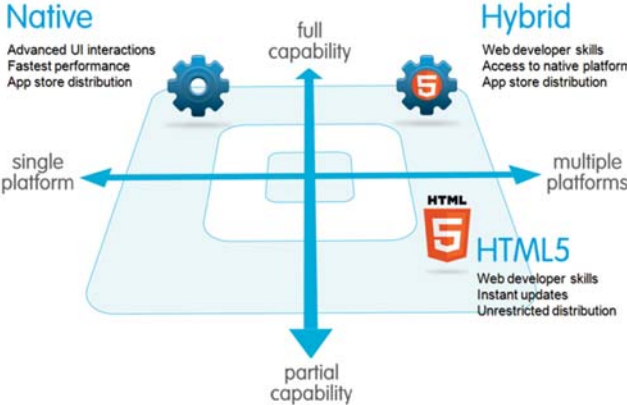 Native
Advanced UI interactions
Fastest performance
App store distribution
full
capability
Hybrid
Web developer skills
Access to native platform
App store distribution
5
single
platform
multiple
platforms
HTML
5
HTML5
Web developer skills
Instant updates
Unrestricted distribution
partial
capability